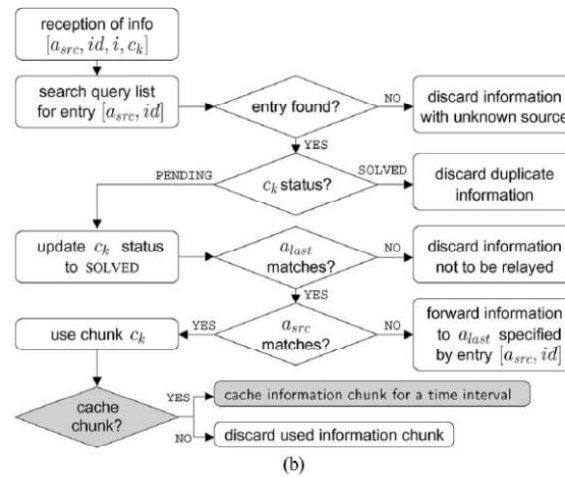 reception of info
[a_src, id, i, c_k]
search query list
for entry [a_src, id]
entry found?
NO
discard information
with unknown source
YES
c_k status?
PENDING
SOLVED
discard duplicate
information
update c_k status
to SOLVED
a_last
matches?
NO
discard information
not to be relayed
YES
use chunk c_k
YES
a_src
matches?
NO
forward information
to a_last specified
by entry [a_src, id]
cache
chunk?
YES
cache information chunk for a time interval
NO
discard used information chunk
(b)